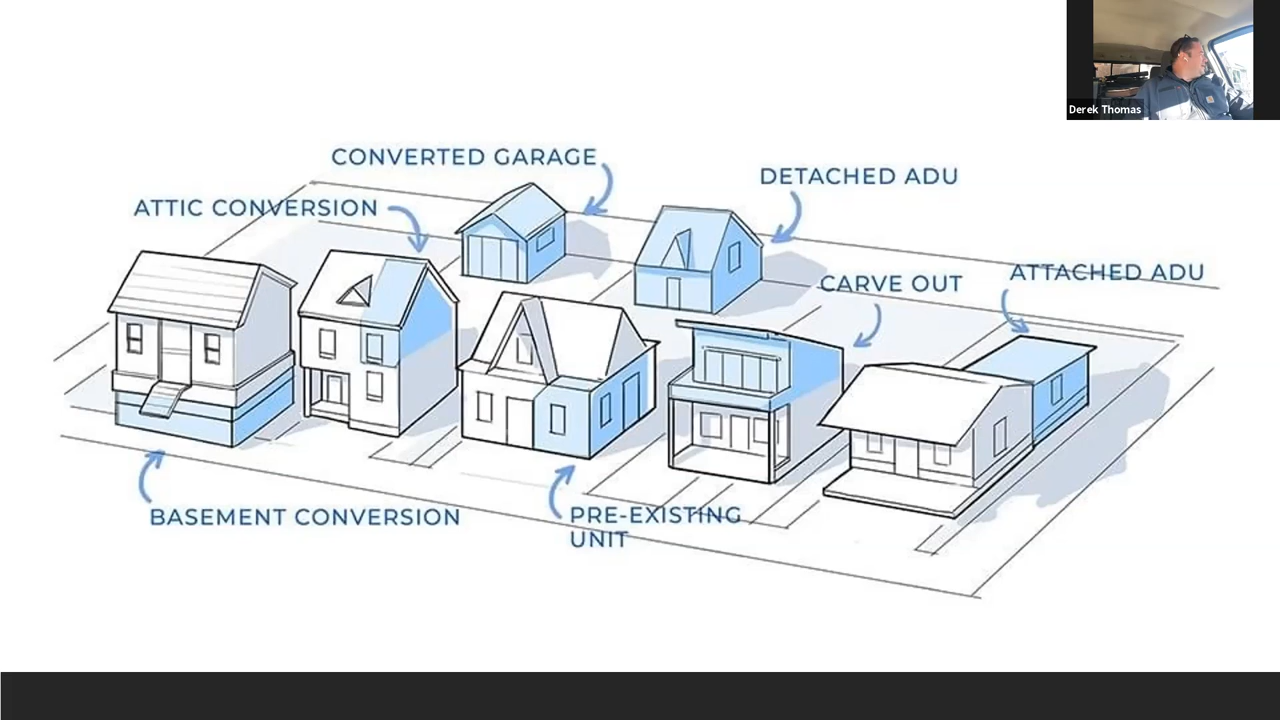 Derek Thomas
CONVERTED GARAGE
DETACHED ADU
ATTIC CONVERSION
ATTACHED ADU
CARVE OUT
BASEMENT CONVERSION
PRE-EXISTING
UNIT